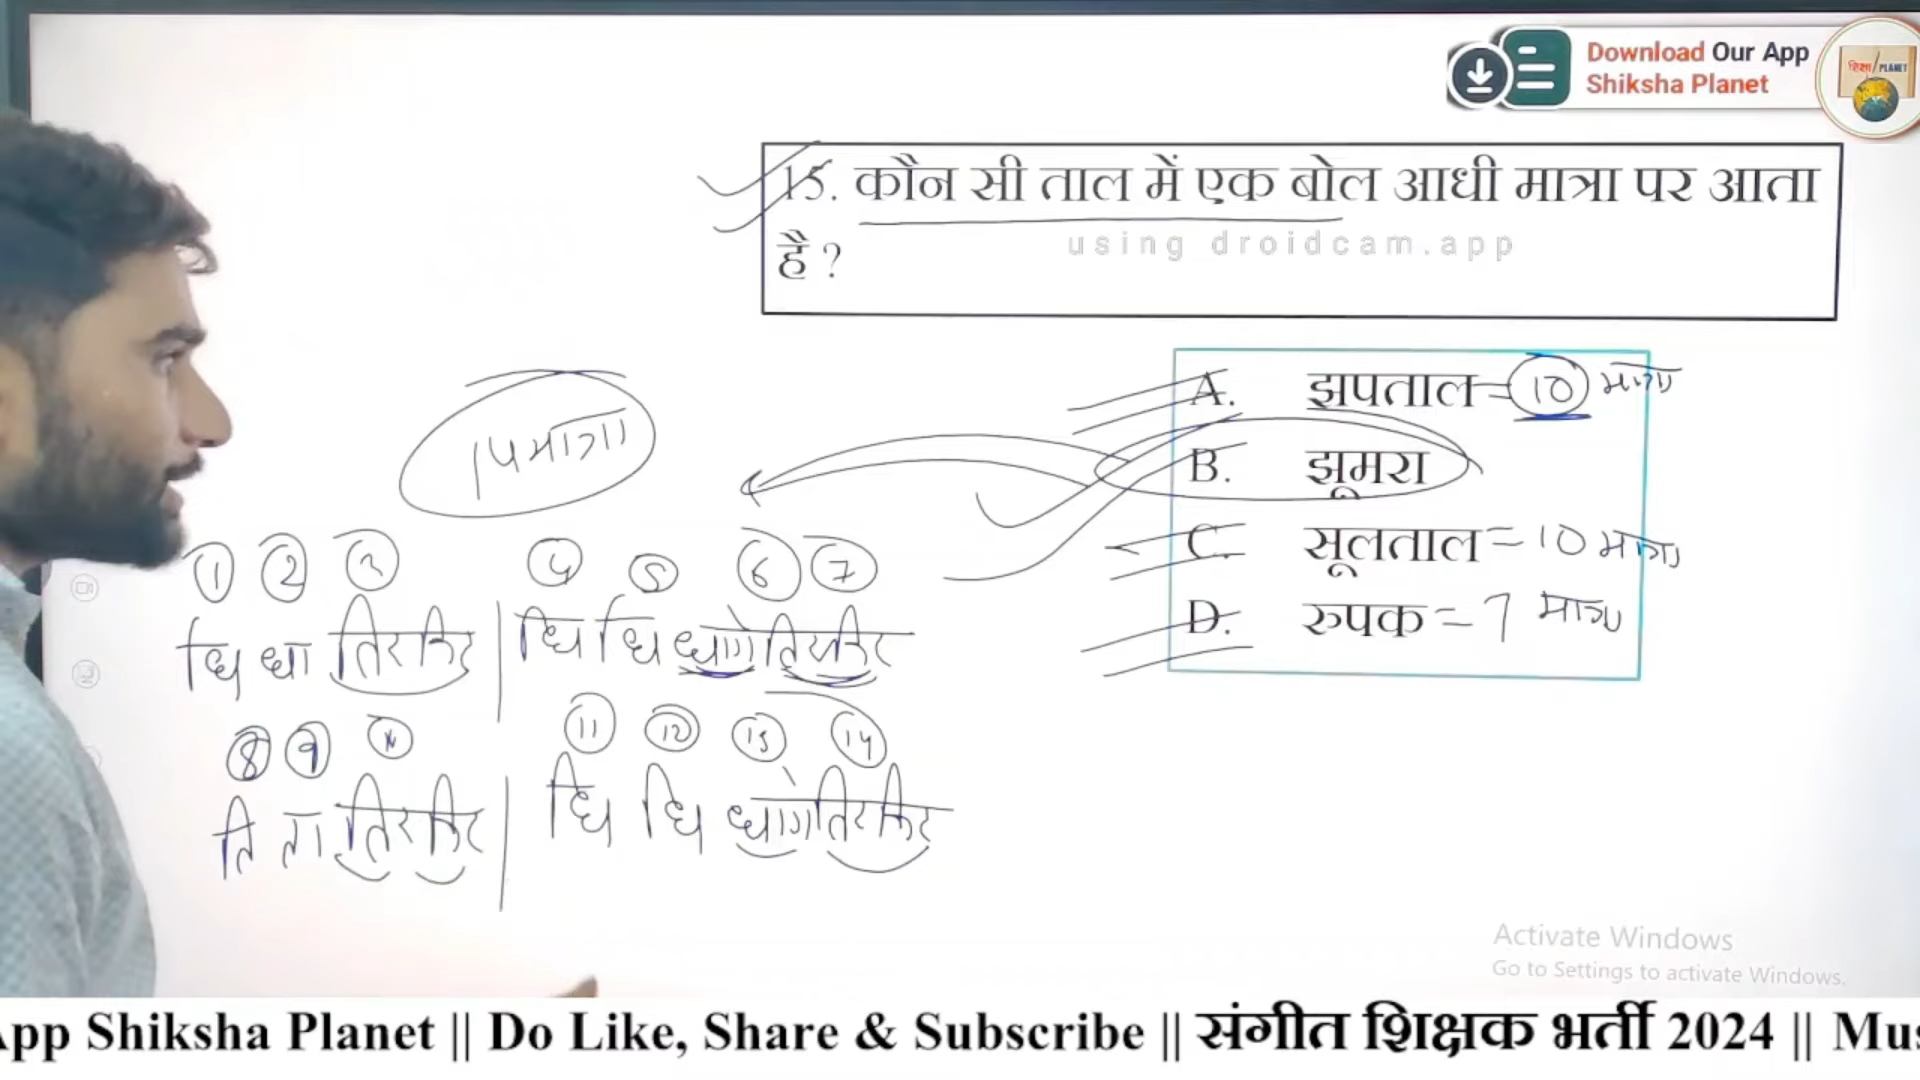 Download Our App
Shiksha Planet
शिक्षा PLANET
15. कौन सी ताल में एक बोल आधी मात्रा पर आता
है ?
using droidcam.app
A. झपताल = 10 मात्रा
B. झूमरा
C. सूलताल = 10 मात्रा
D. रुपक = 7 मात्रा
14 मात्रा
1 2 3 4 5 6 7
धि धा तिरकिट | धि धि धागे तिरकिट
8 9 10 11 12 13 14
ति ता तिरकिट | धि धि धागे तिरकिट
Activate Windows
Go to Settings to activate Windows.
App Shiksha Planet || Do Like, Share & Subscribe || संगीत शिक्षक भर्ती 2024 || Mus